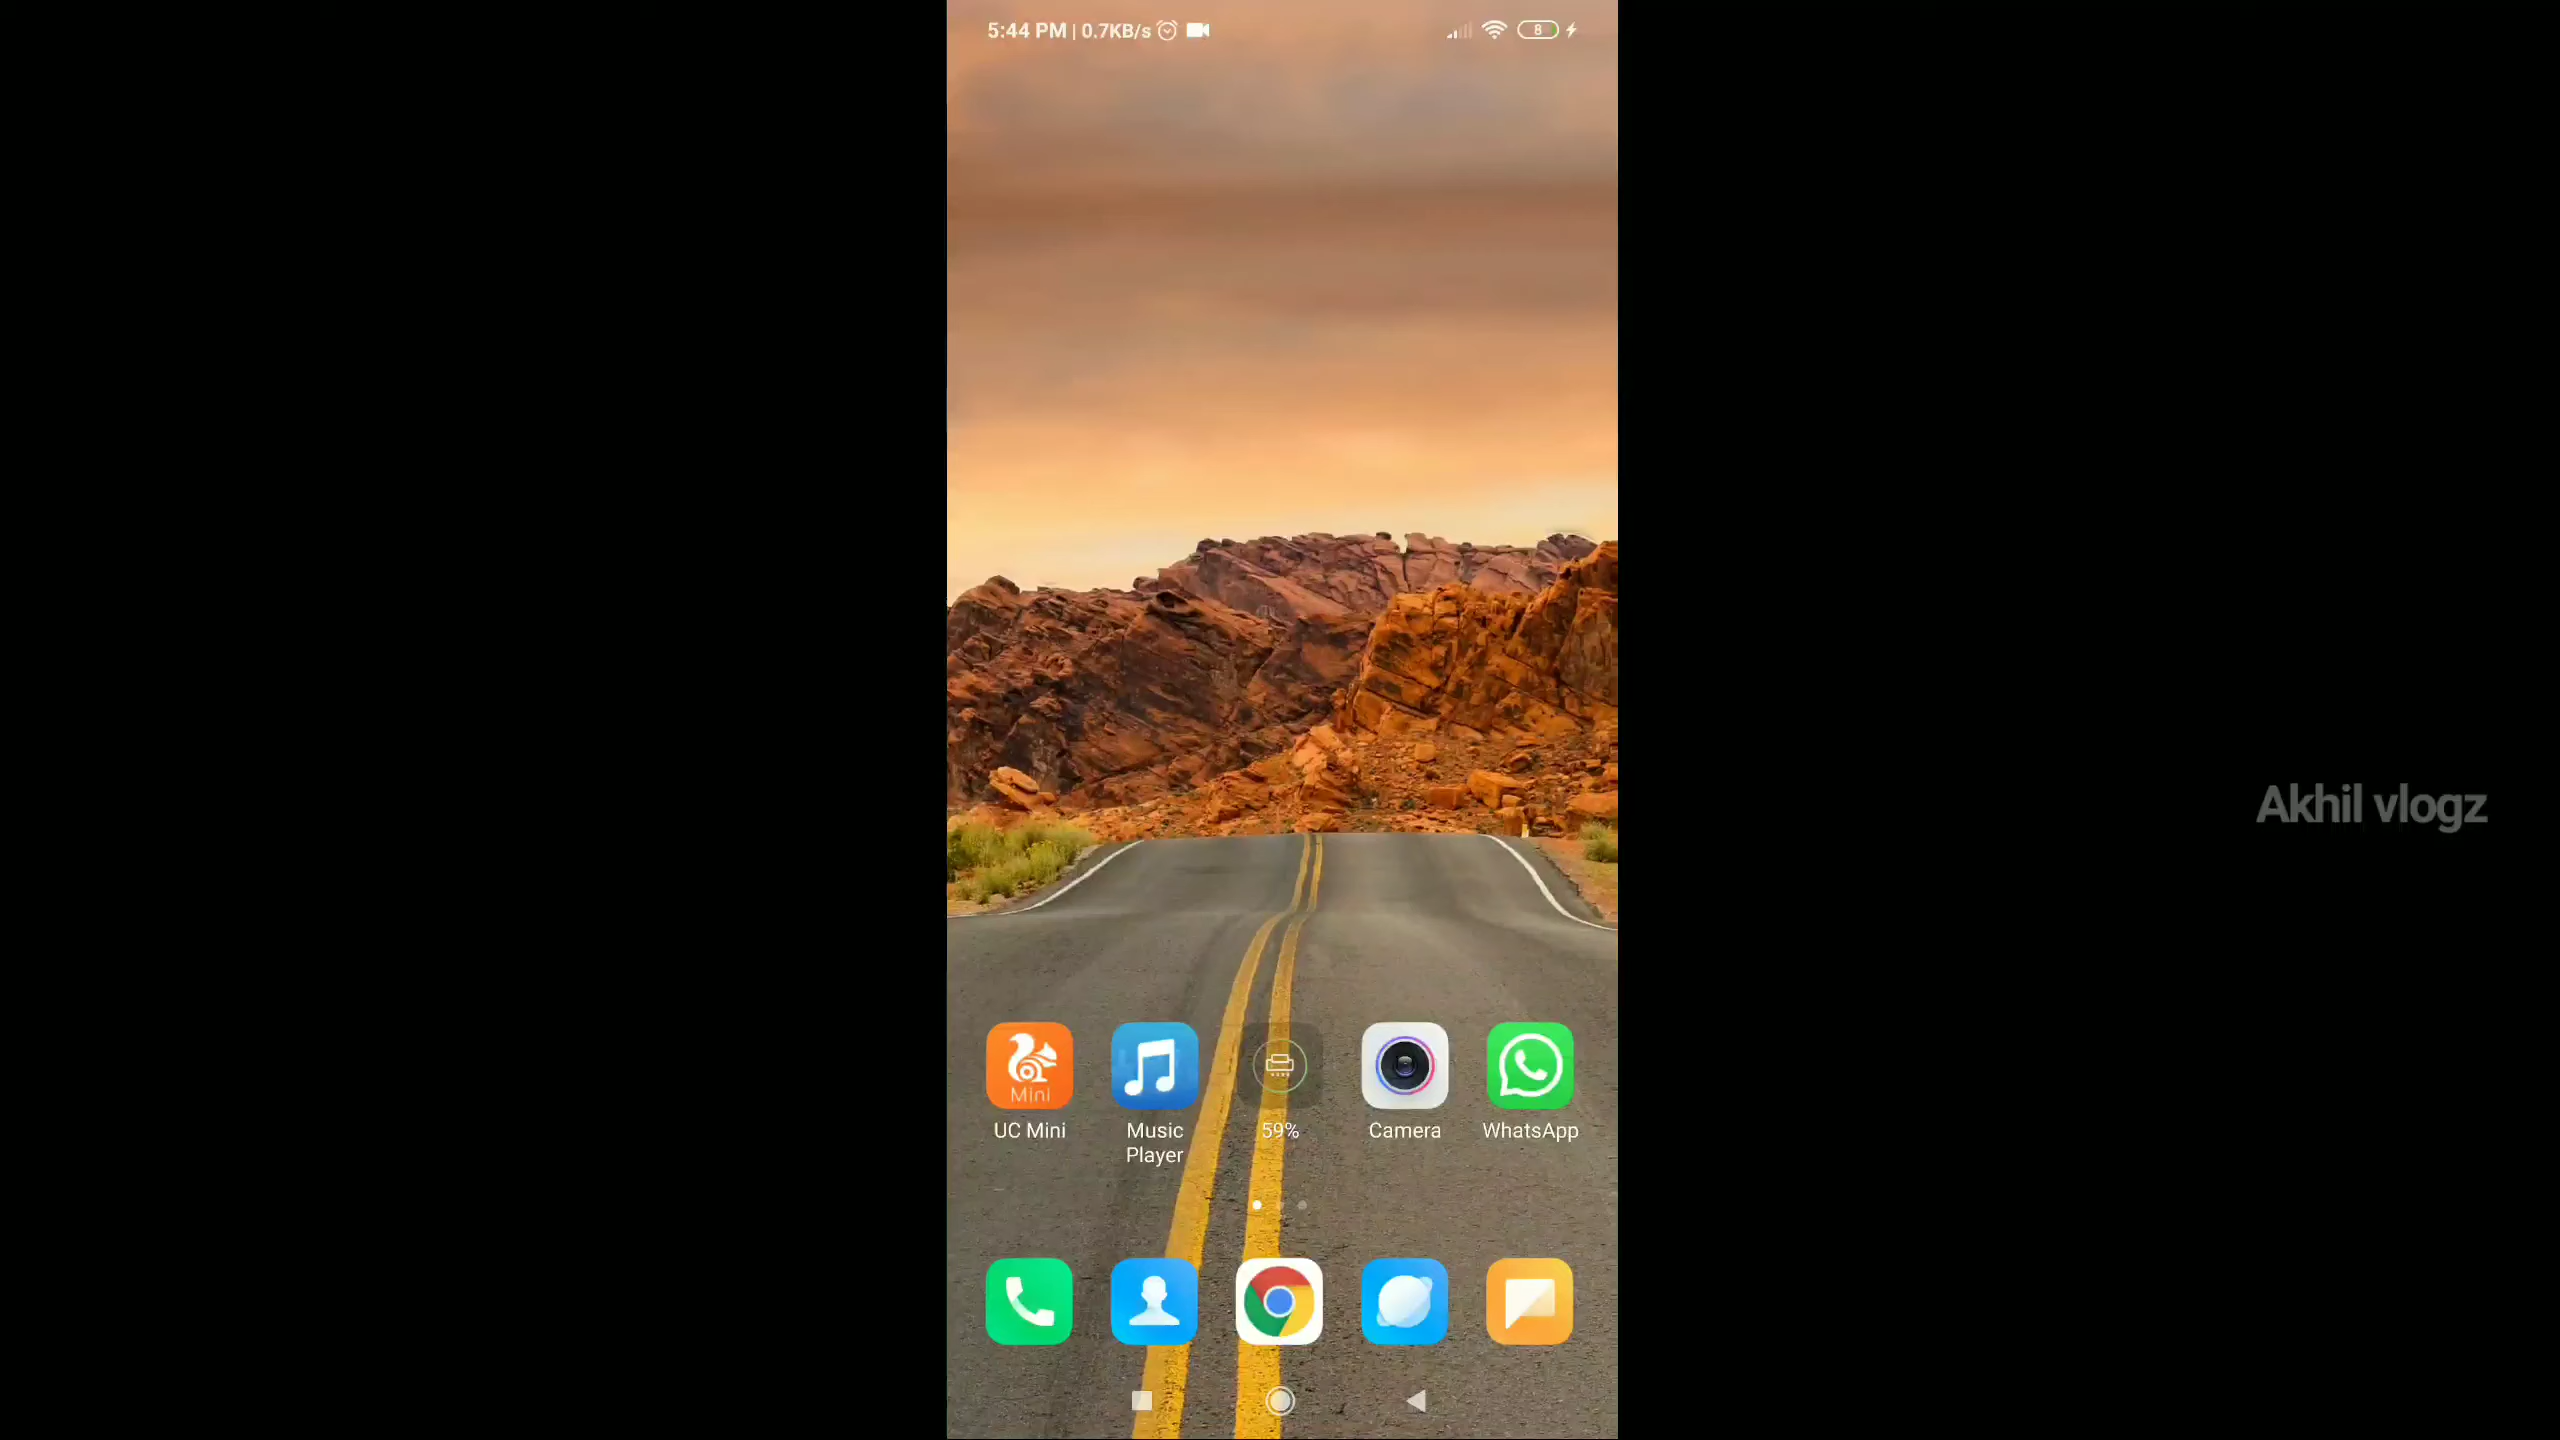 5:44 PM | 0.7KB/s
8
Akhil vlogz
Mini
UC Mini
Music
Player
59%
Camera
WhatsApp